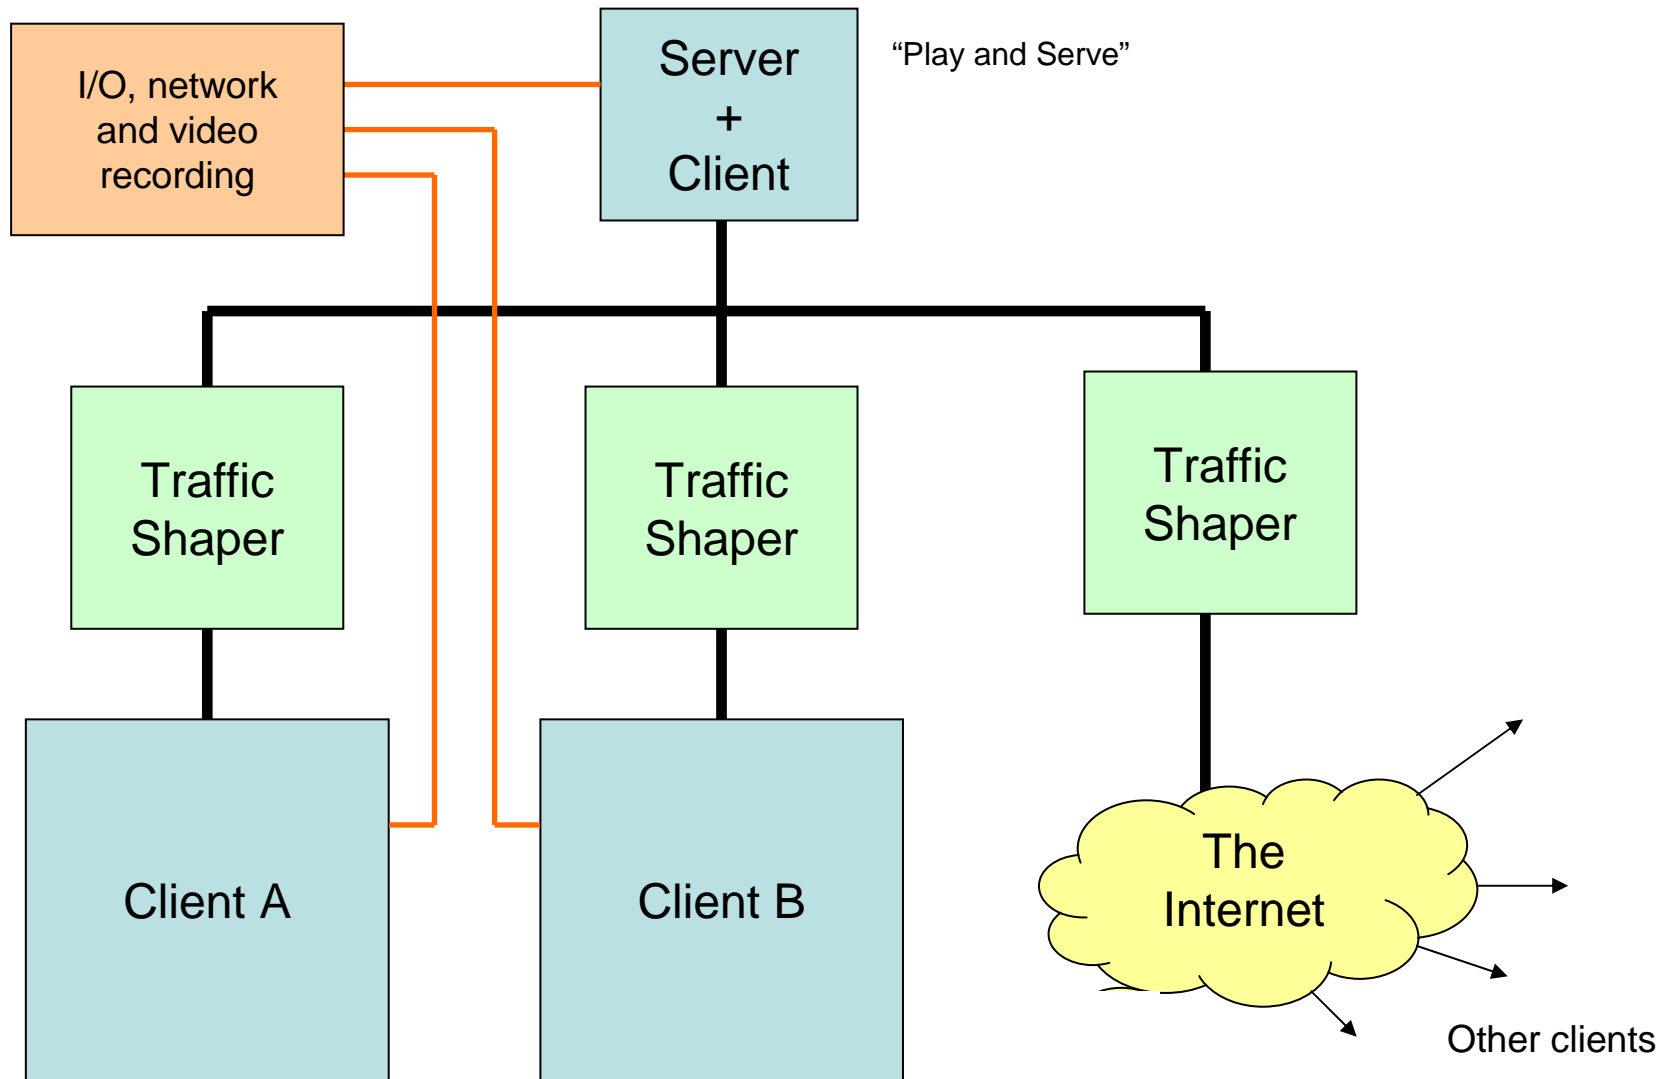 I/O, network
and video
recording
Server
+
Client
“Play and Serve”
Traffic
Shaper
Traffic
Shaper
Traffic
Shaper
Client A
Client B
The
Internet
Other clients